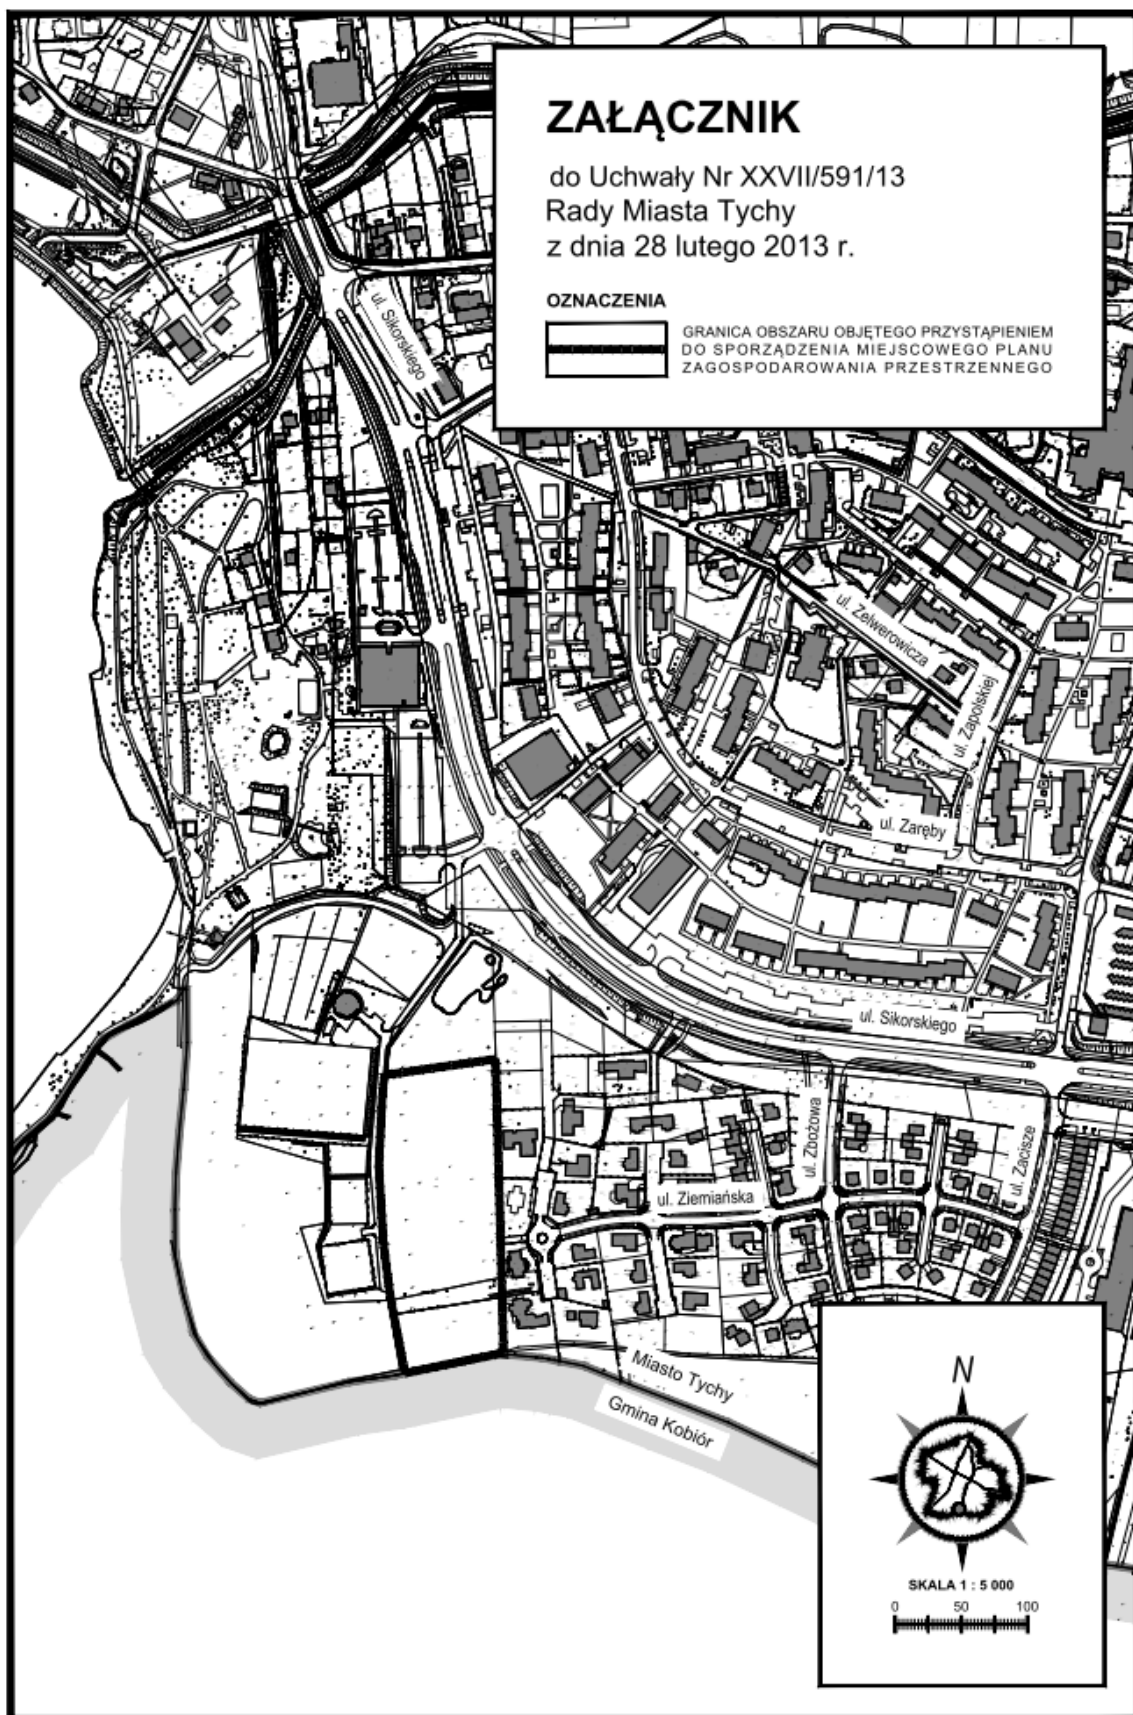 ZAŁĄCZNIK
do Uchwały Nr XXVII/591/13
Rady Miasta Tychy
z dnia 28 lutego 2013 r.
OZNACZENIA
GRANICA OBSZARU OBJĘTEGO PRZYSTĄPIENIEM
DO SPORZĄDZENIA MIEJSCOWEGO PLANU
ZAGOSPODAROWANIA PRZESTRZENNEGO
ul. Sikorskiego
ul. Zelwerowicza
ul. Zapolskiej
ul. Zaręby
ul. Sikorskiego
ul. Zbożowa
ul. Zacisze
ul. Ziemiańska
Miasto Tychy
Gmina Kobiór
N
SKALA 1 : 5 000
0 50 100